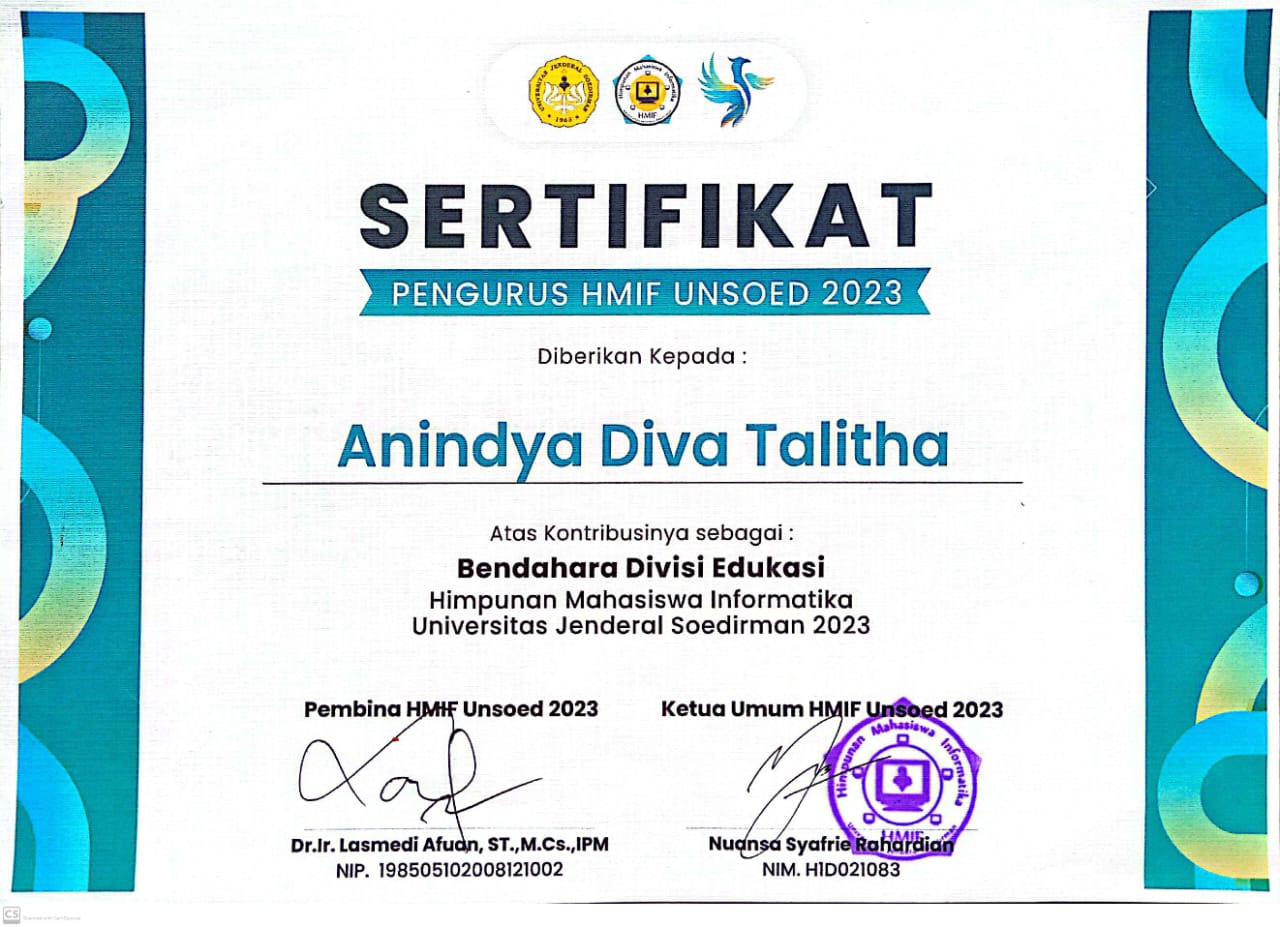 UNIVERSITAS JENDERAL SOEDIRMAN
1963
Himpunan Mahasiswa Informatika
HMIF
SERTIFIKAT
PENGURUS HMIF UNSOED 2023
Diberikan Kepada :
Anindya Diva Talitha
Atas Kontribusinya sebagai :
Bendahara Divisi Edukasi
Himpunan Mahasiswa Informatika
Universitas Jenderal Soedirman 2023
Pembina HMIF Unsoed 2023
Ketua Umum HMIF Unsoed 2023
Himpunan Mahasiswa Informatika
HMIF
Dr.Ir. Lasmedi Afuan, ST.,M.Cs.,IPM
Nuansa Syafrie Rahardian
NIP. 198505102008121002
NIM. H1D021083
CS Scanned with CamScanner